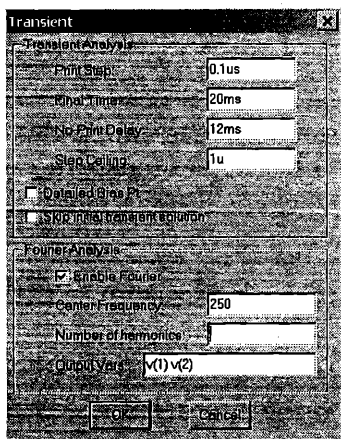 Transient
Transient Analysis
Print Step: 0.1us
Final Time: 20ms
No-Print Delay: 12ms
Step Ceiling: 1u
Detailed Bias Pt.
Skip initial transient solution
Fourier Analysis
Enable Fourier
Center Frequency: 250
Number of harmonics:
Output Vars.: v(1) v(2)
OK Cancel